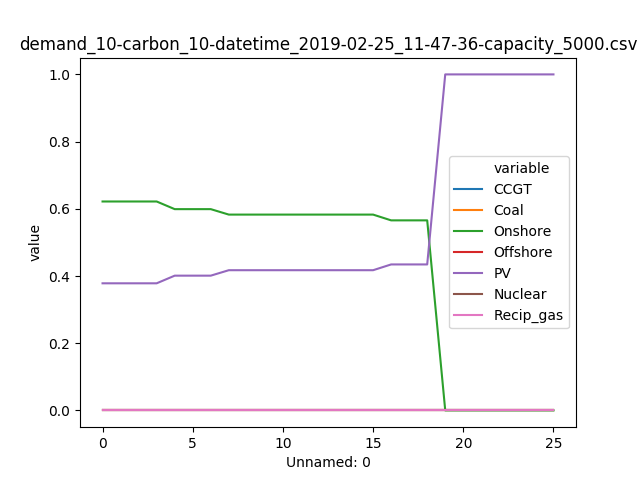 demand_10-carbon_10-datetime_2019-02-25_11-47-36-capacity_5000.csv
1.0
0.8
0.6
0.4
0.2
0.0
value
variable
CCGT
Coal
Onshore
Offshore
PV
Nuclear
Recip_gas
0 5 10 15 20 25
Unnamed: 0